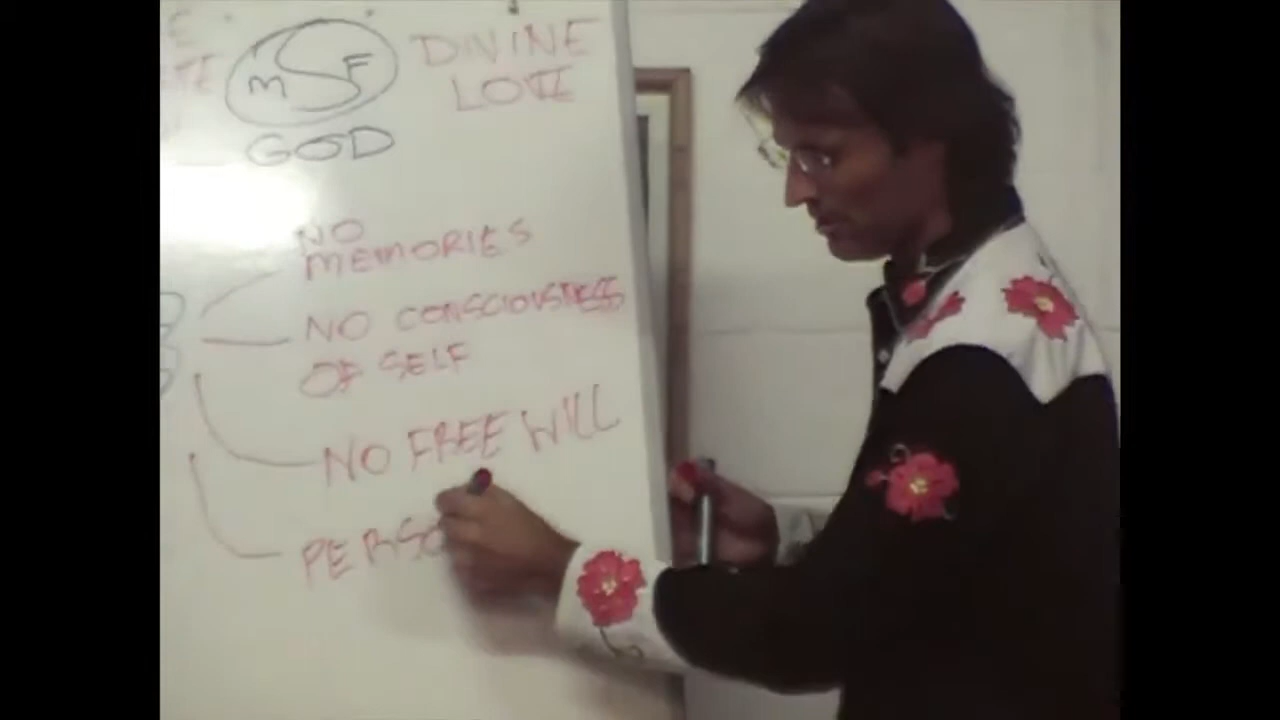 DIVINE
LOVE
M S F
GOD
NO
MEMORIES
NO CONSCIOUSNESS
OF SELF
NO FREE WILL
PERSO